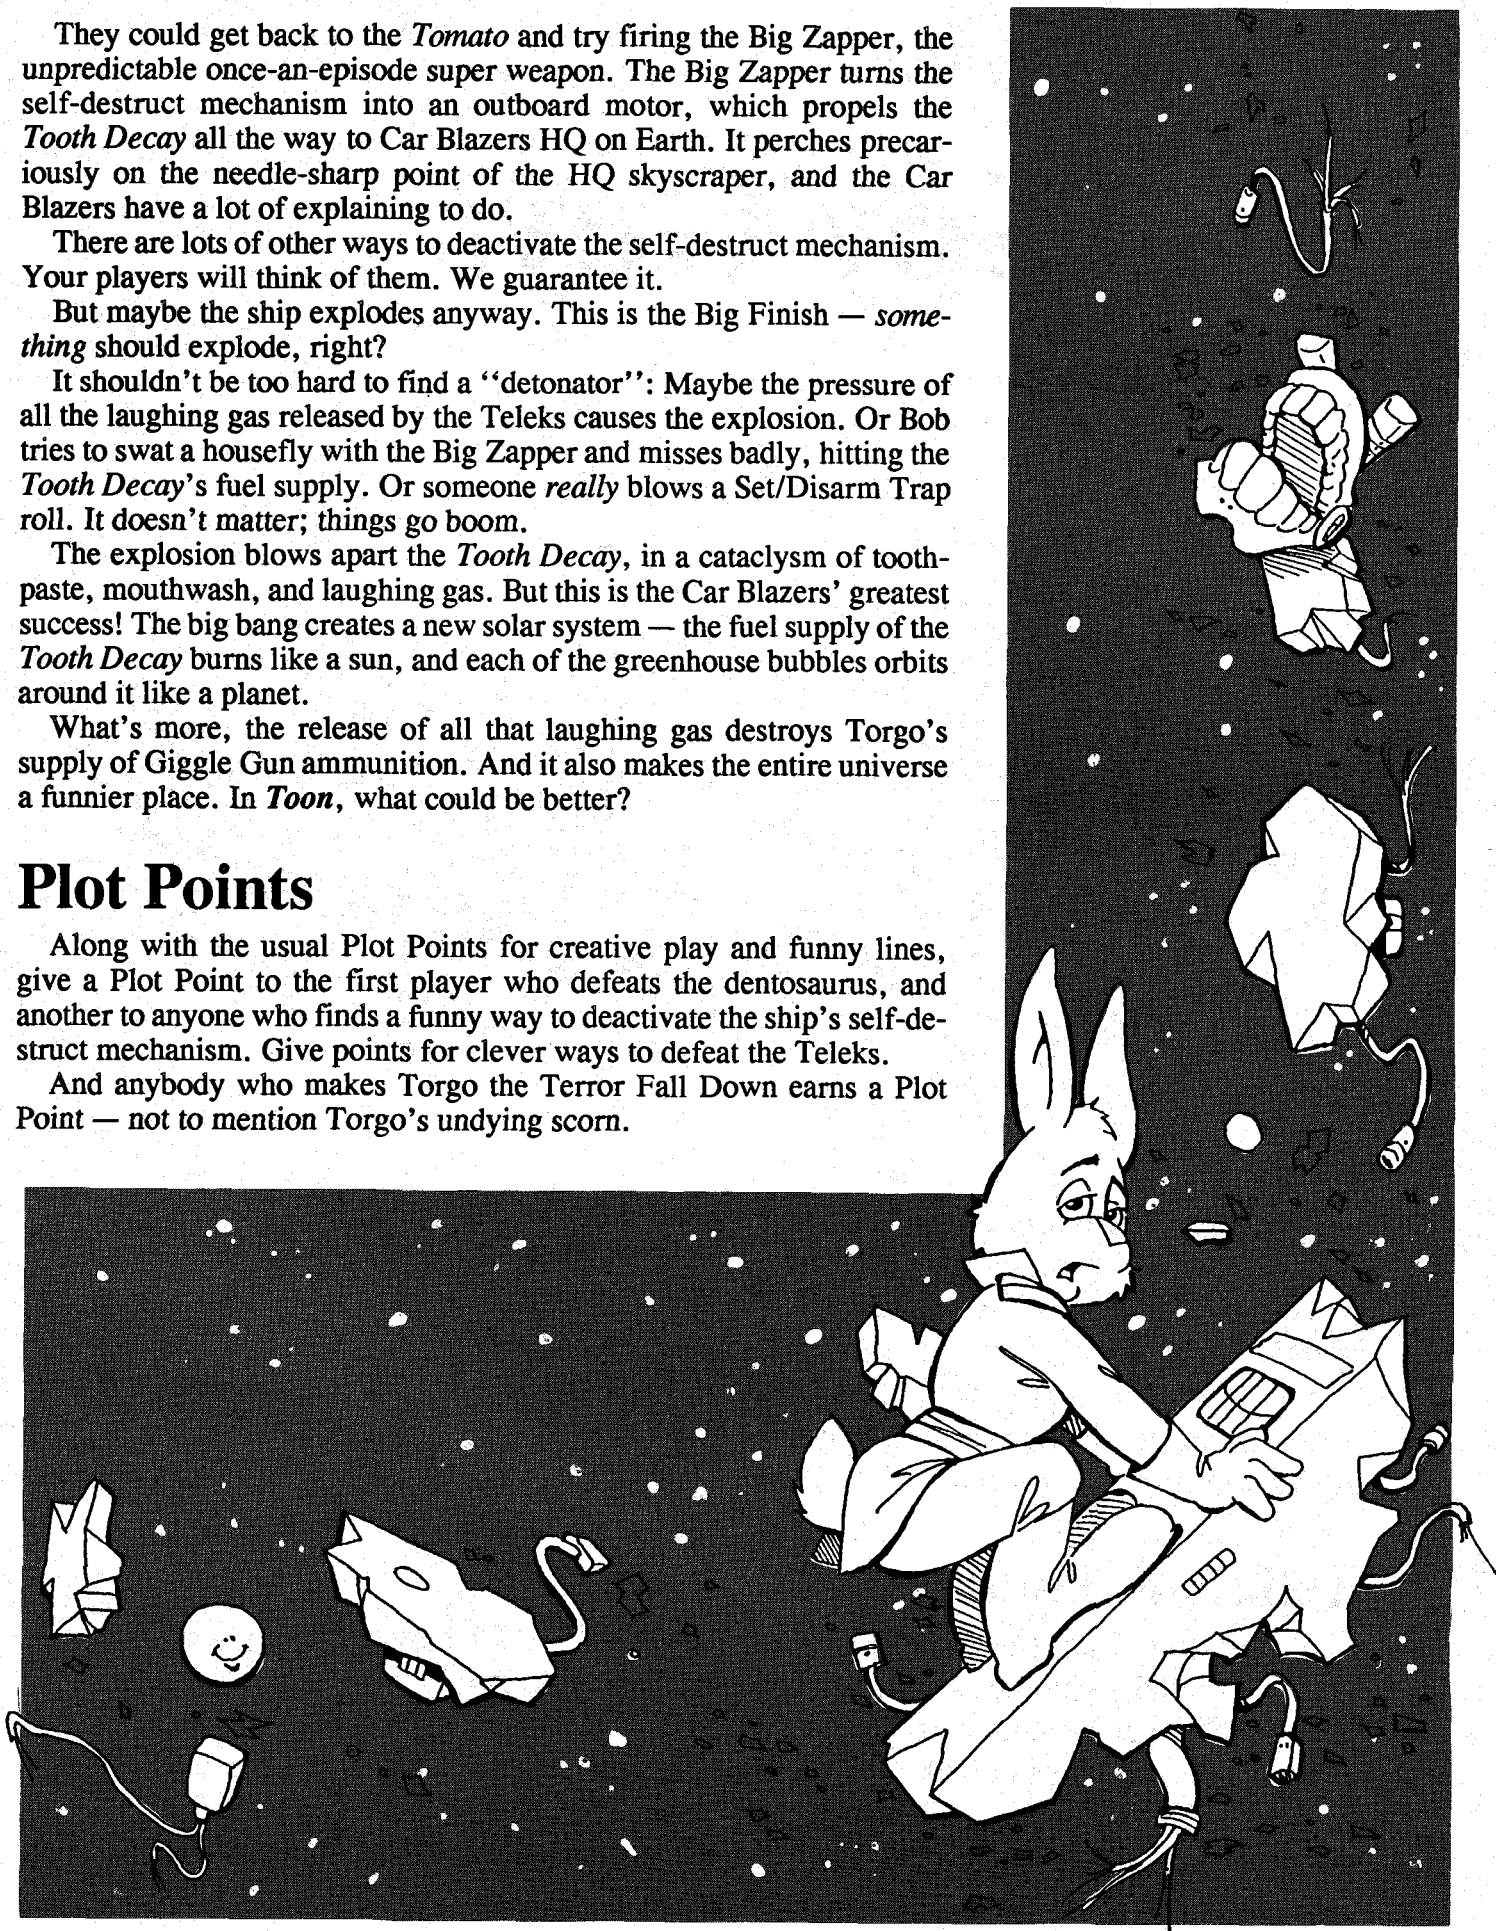 They could get back to the Tomato and try firing the Big Zapper, the
unpredictable once-an-episode super weapon. The Big Zapper turns the
self-destruct mechanism into an outboard motor, which propels the
Tooth Decay all the way to Car Blazers HQ on Earth. It perches precar-
iously on the needle-sharp point of the HQ skyscraper, and the Car
Blazers have a lot of explaining to do.
There are lots of other ways to deactivate the self-destruct mechanism.
Your players will think of them. We guarantee it.
But maybe the ship explodes anyway. This is the Big Finish — some-
thing should explode, right?
It shouldn't be too hard to find a “detonator”: Maybe the pressure of
all the laughing gas released by the Teleks causes the explosion. Or Bob
tries to swat a housefly with the Big Zapper and misses badly, hitting the
Tooth Decay's fuel supply. Or someone really blows a Set/Disarm Trap
roll. It doesn't matter; things go boom.
The explosion blows apart the Tooth Decay, in a cataclysm of tooth-
paste, mouthwash, and laughing gas. But this is the Car Blazers' greatest
success! The big bang creates a new solar system — the fuel supply of the
Tooth Decay burns like a sun, and each of the greenhouse bubbles orbits
around it like a planet.
What's more, the release of all that laughing gas destroys Torgo's
supply of Giggle Gun ammunition. And it also makes the entire universe
a funnier place. In Toon, what could be better?
Plot Points
Along with the usual Plot Points for creative play and funny lines,
give a Plot Point to the first player who defeats the dentosaurus, and
another to anyone who finds a funny way to deactivate the ship's self-de-
struct mechanism. Give points for clever ways to defeat the Teleks.
And anybody who makes Torgo the Terror Fall Down earns a Plot
Point — not to mention Torgo's undying scorn.